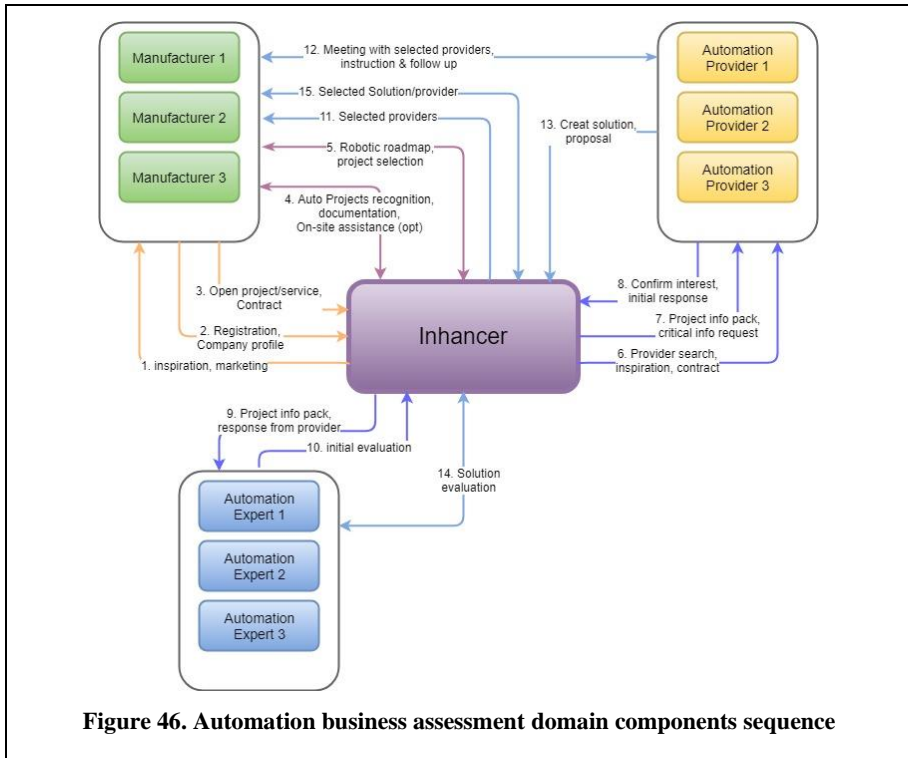 Manufacturer 1
Manufacturer 2
Manufacturer 3
12. Meeting with selected providers,
instruction & follow up
15. Selected Solution/provider
11. Selected providers
5. Robotic roadmap,
project selection
4. Auto Projects recognition,
documentation,
On-site assistance (opt)
Automation
Provider 1
Automation
Provider 2
Automation
Provider 3
13. Creat solution,
proposal
3. Open project/service,
Contract
2. Registration,
Company profile
1. inspiration, marketing
Inhancer
8. Confirm interest,
initial response
7. Project info pack,
critical info request
6. Provider search,
inspiration, contract
9. Project info pack,
response from provider
10. initial evaluation
14. Solution
evaluation
Automation
Expert 1
Automation
Expert 2
Automation
Expert 3
Figure 46. Automation business assessment domain components sequence